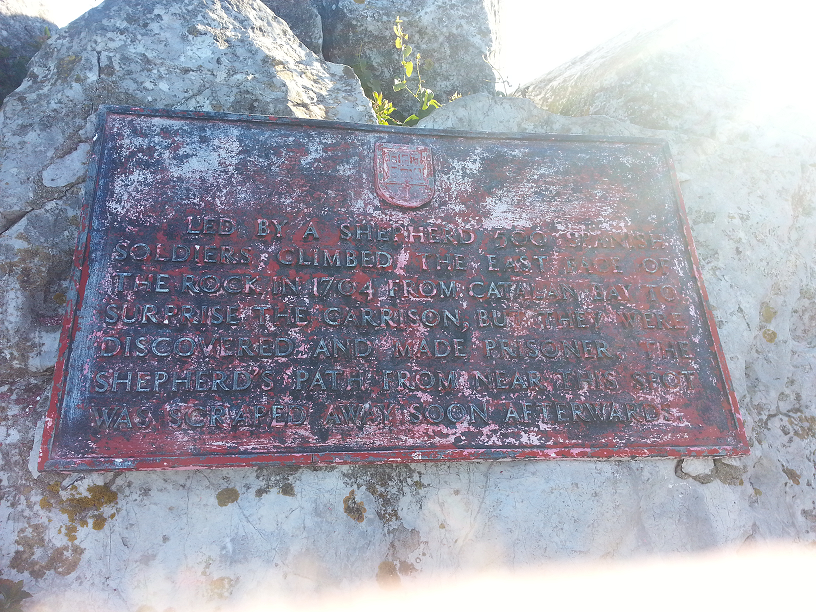 LED BY A SHEPHERD 500 SPANISH
SOLDIERS CLIMBED THE EAST FACE OF
THE ROCK IN 1704 FROM CATALAN BAY TO
SURPRISE THE GARRISON, BUT THEY WERE
DISCOVERED AND MADE PRISONER. THE
SHEPHERD'S PATH FROM NEAR THIS SPOT
WAS SCRAPED AWAY SOON AFTERWARDS.